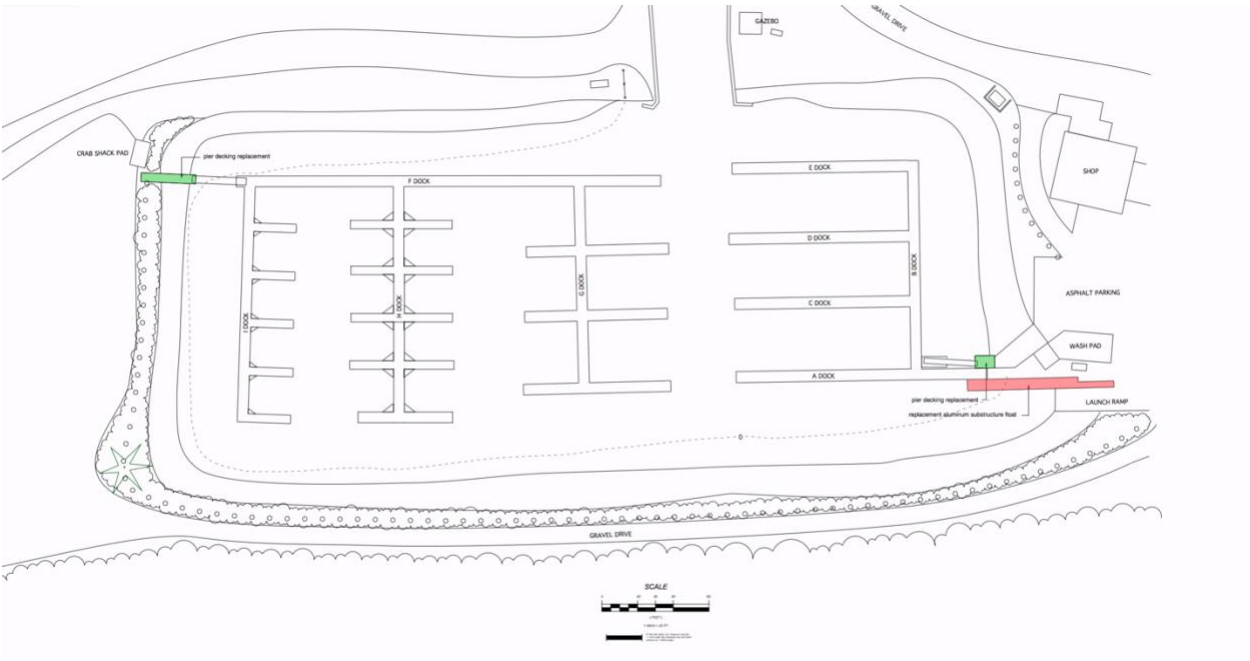 GAZEBO
GRAVEL DRIVE
CRAB SHACK PAD
pier decking replacement
SHOP
E DOCK
F DOCK
D DOCK
B DOCK
G DOCK
ASPHALT PARKING
C DOCK
H DOCK
I DOCK
WASH PAD
A DOCK
pier decking replacement
LAUNCH RAMP
replacement aluminum substructure float
GRAVEL DRIVE
SCALE